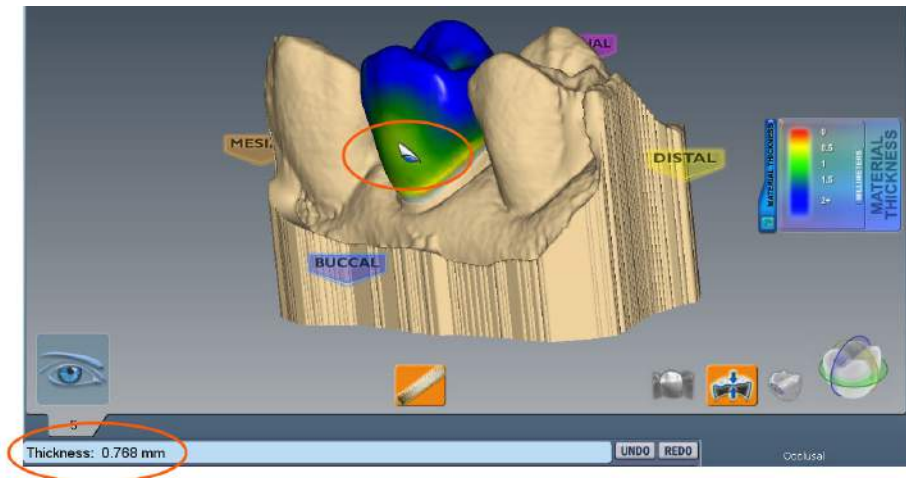 MESI
DISTAL
BUCCAL
MATERIAL THICKNESS
0
0.5
1
1.5
2+
MILLIMETERS
MATERIAL
THICKNESS
5
Thickness: 0.768 mm
UNDO
REDO
Occlusal